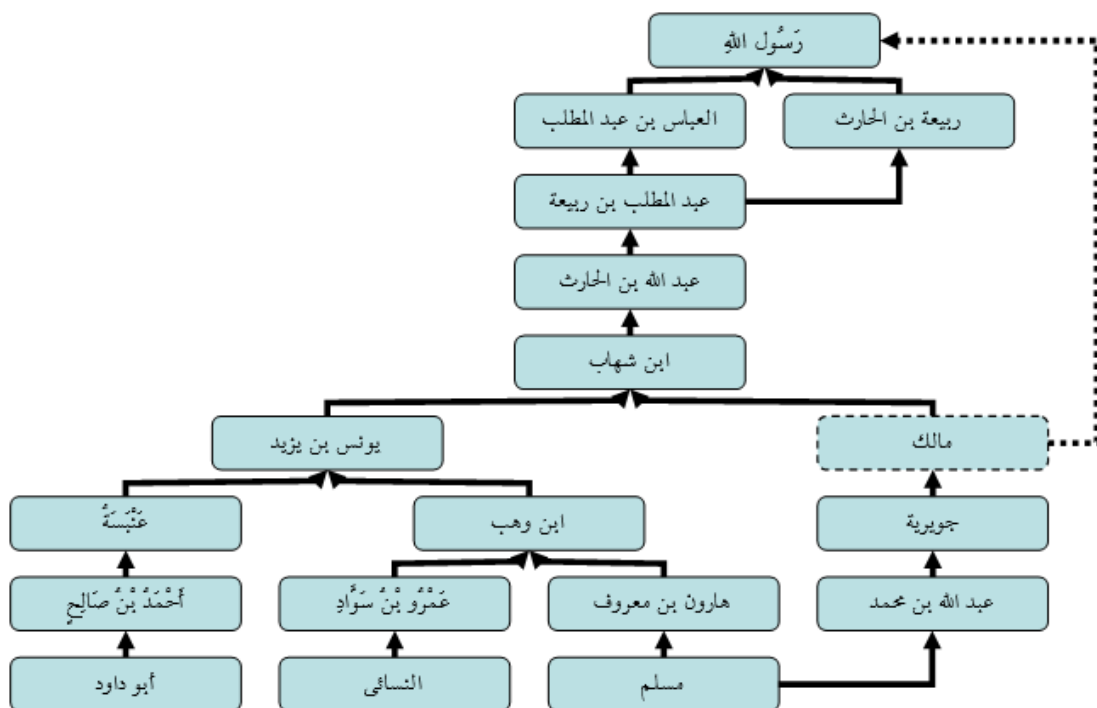 رَسُول اللهِ
ربيعة بن الحارث
العباس بن عبد المطلب
عبد المطلب بن ربيعة
عبد الله بن الحارث
ابن شهاب
مالك
يونس بن يزيد
جويرية
ابن وهب
عَنْبَسَةُ
عبد الله بن محمد
هارون بن معروف
عَمْرُو بْنُ سَوَّادِ
أَحْمَدُ بْنُ صَالِحٍ
مسلم
النسائى
أبو داود